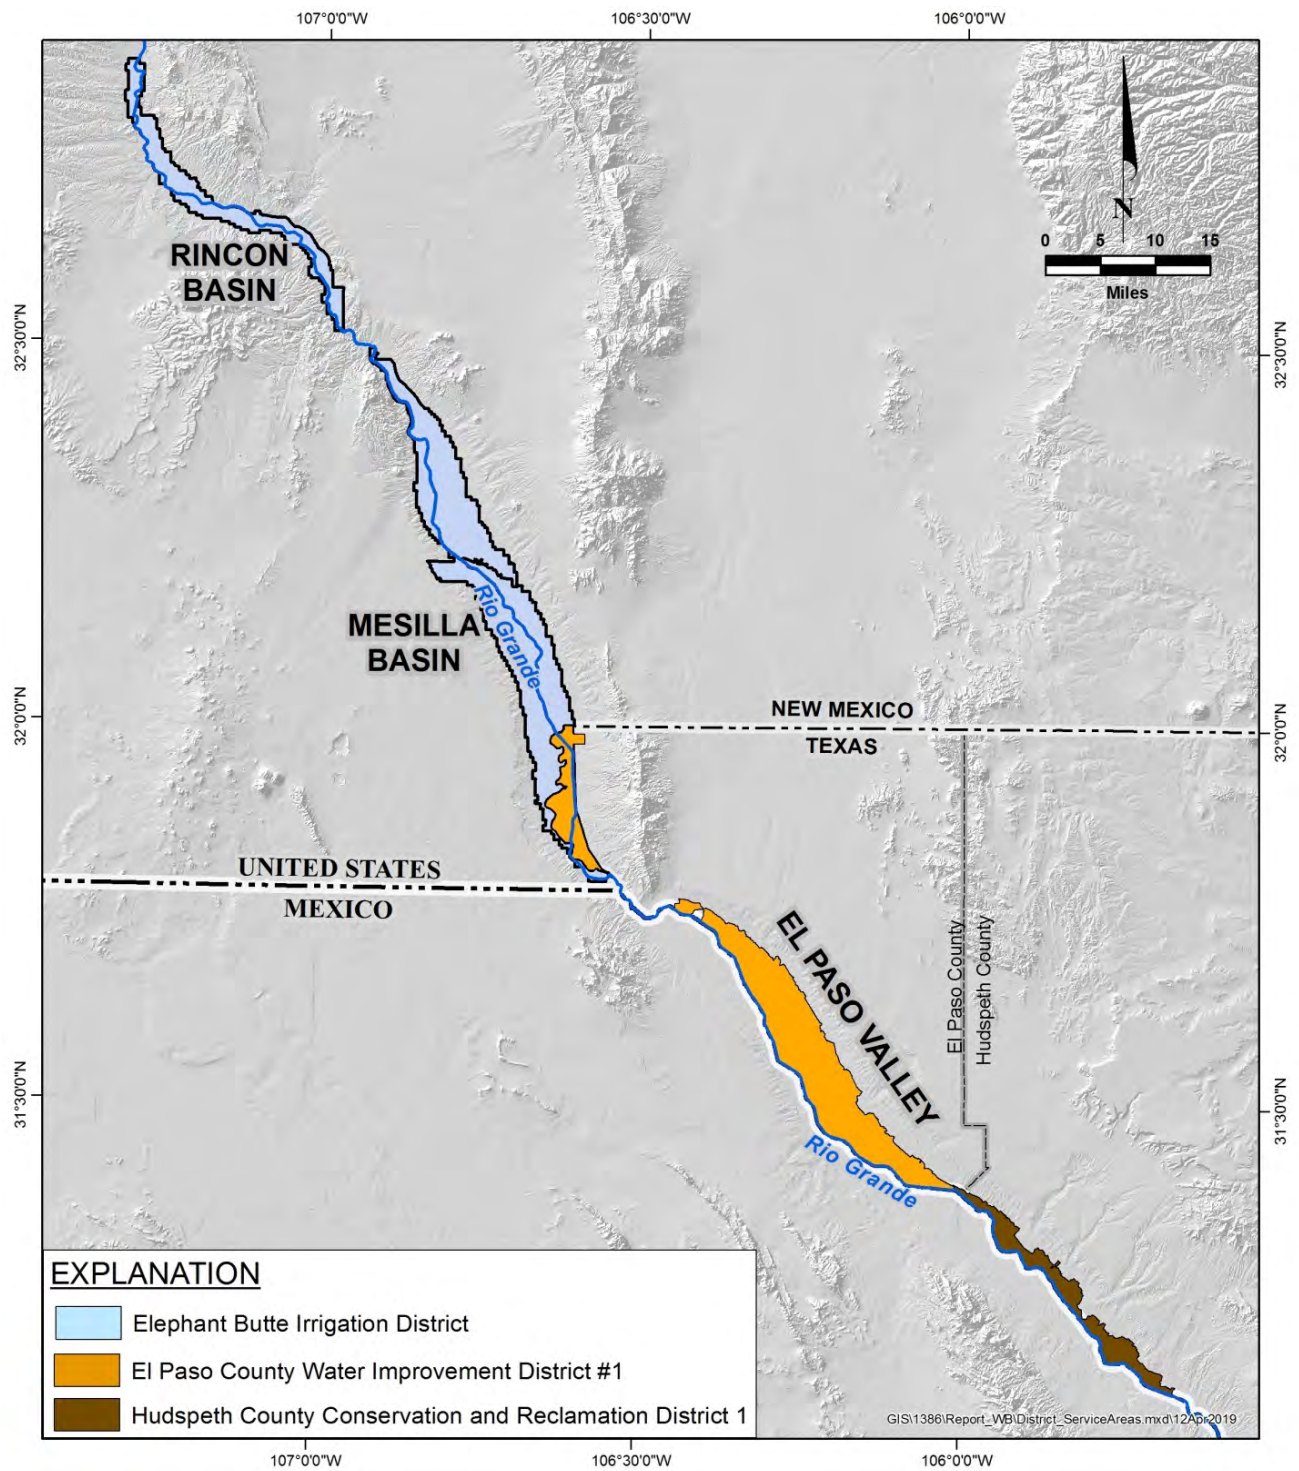 107°0'0"W
106°30'0"W
106°0'0"W
N
0 5 10 15
Miles
RINCON
BASIN
32°30'0"N
32°30'0"N
MESILLA
BASIN
Rio Grande
32°0'0"N
NEW MEXICO
TEXAS
32°0'0"N
UNITED STATES
MEXICO
EL PASO VALLEY
El Paso County
Hudspeth County
31°30'0"N
31°30'0"N
Rio Grande
EXPLANATION
Elephant Butte Irrigation District
El Paso County Water Improvement District #1
Hudspeth County Conservation and Reclamation District 1
GIS\1386\Report_WB\District_ServiceAreas.mxd\12Apr2019
107°0'0"W
106°30'0"W
106°0'0"W